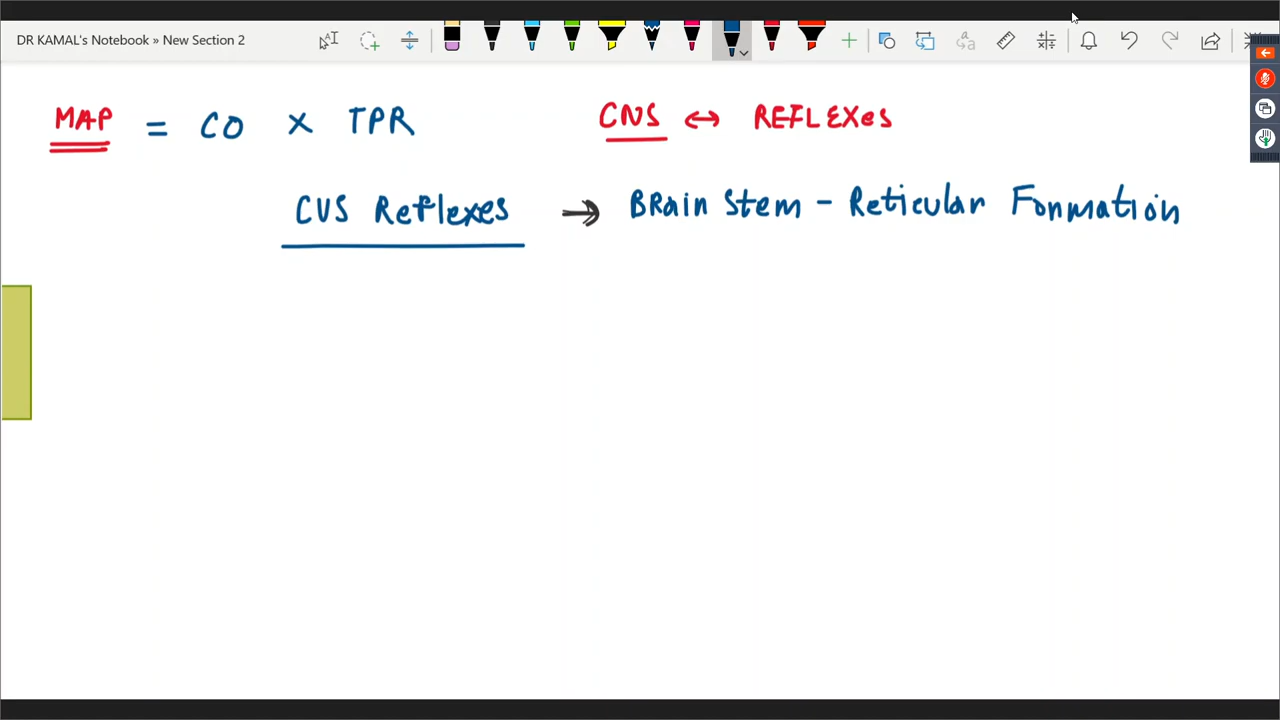 DR KAMAL's Notebook » New Section 2
MAP = CO × TPR
CNS ↔ REFLEXes
CVS Reflexes → BRain Stem - Reticular Formation